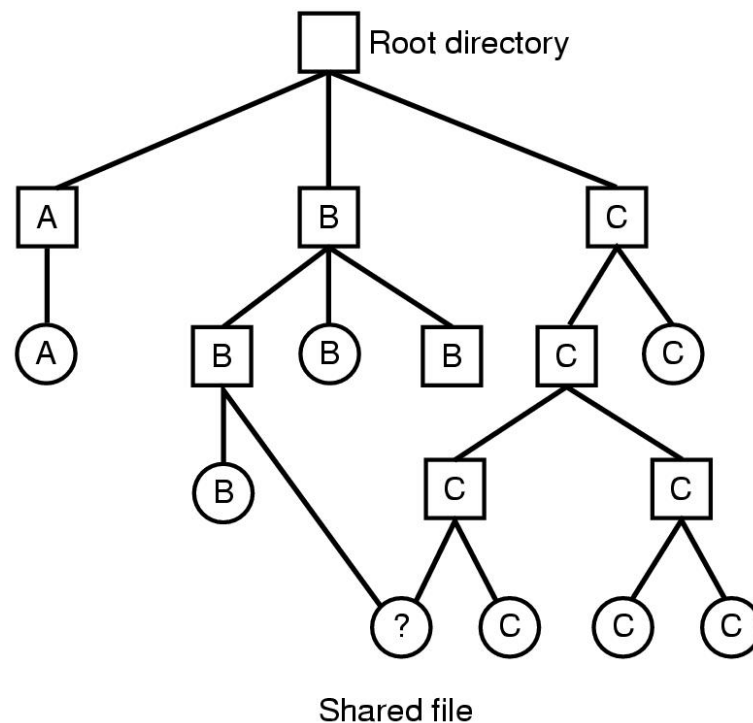 Root directory
A B C
A B B B C C
B C C
? C C C
Shared file